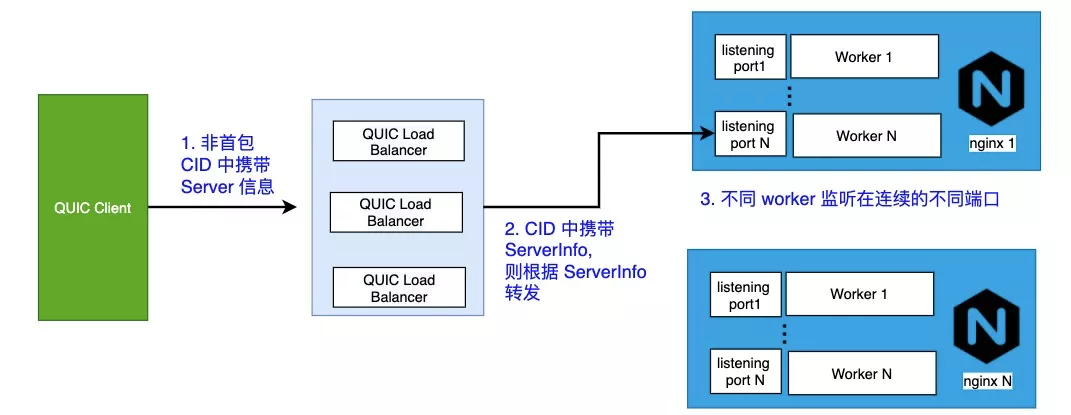 QUIC Client
1. 非首包
CID 中携带
Server 信息
QUIC Load
Balancer
QUIC Load
Balancer
QUIC Load
Balancer
2. CID 中携带
ServerInfo,
则根据 ServerInfo
转发
listening
port1
Worker 1
listening
port N
Worker N
nginx 1
3. 不同 worker 监听在连续的不同端口
listening
port1
Worker 1
listening
port N
Worker N
nginx N